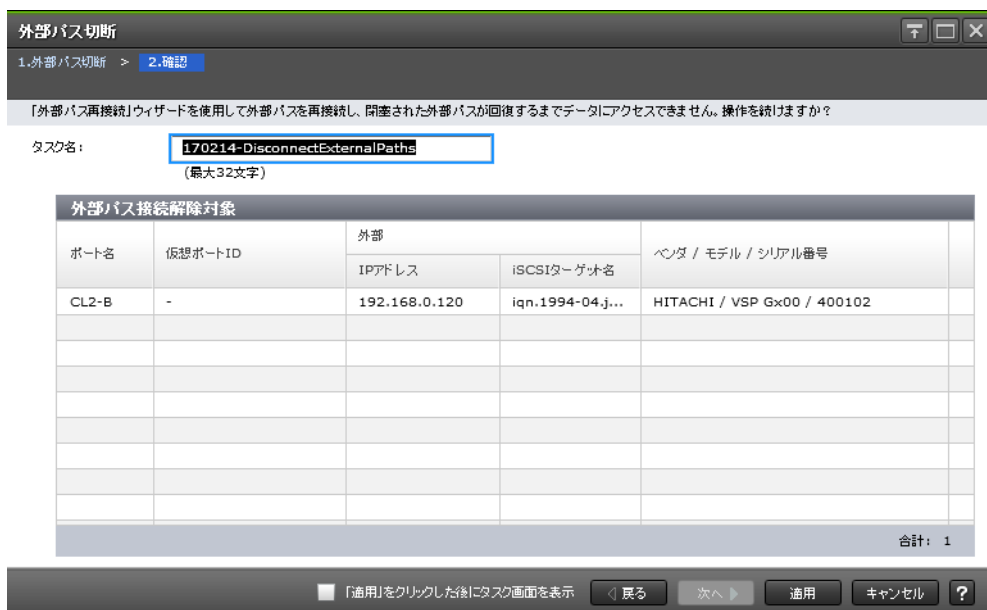 外部パス切断
1.外部パス切断 > 2.確認
「外部パス再接続」ウィザードを使用して外部パスを再接続し、閉塞された外部パスが回復するまでデータにアクセスできません。操作を続けますか?
タスク名: 170214-DisconnectExternalPaths
(最大32文字)
外部パス接続解除対象
ポート名 仮想ポートID 外部 ベンダ / モデル / シリアル番号
IPアドレス iSCSIターゲット名
CL2-B - 192.168.0.120 iqn.1994-04.j... HITACHI / VSP Gx00 / 400102
合計: 1
「適用」をクリックした後にタスク画面を表示 戻る 次へ 適用 キャンセル ?